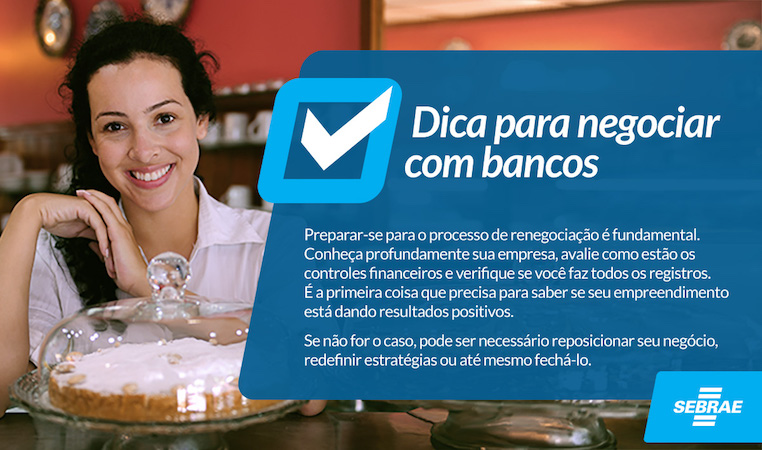 Dica para negociar
com bancos
Preparar-se para o processo de renegociação é fundamental.
Conheça profundamente sua empresa, avalie como estão os
controles financeiros e verifique se você faz todos os registros.
É a primeira coisa que precisa para saber se seu empreendimento
está dando resultados positivos.
Se não for o caso, pode ser necessário reposicionar seu negócio,
redefinir estratégias ou até mesmo fechá-lo.
SEBRAE